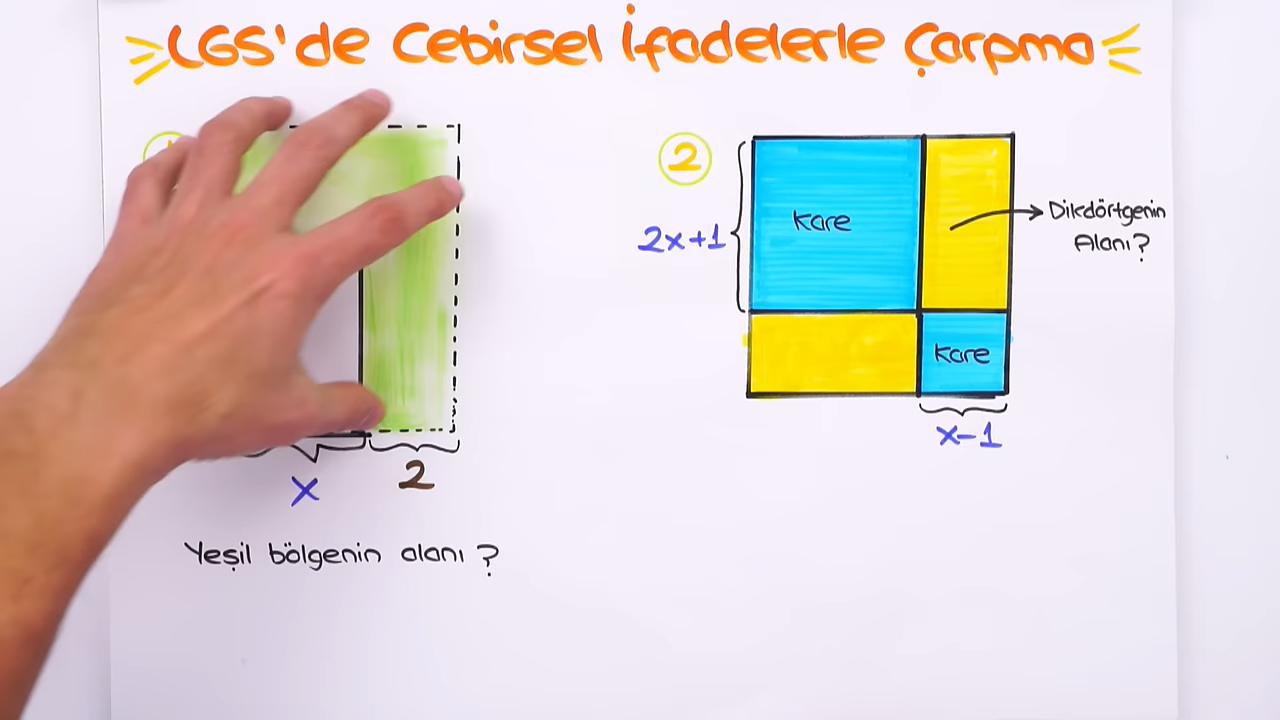 LGS'de Cebirsel İfadelerle Çarpma
2
Kare
2x+1
Dikdörtgenin
Alanı?
Kare
x-1
x
2
Yeşil bölgenin alanı?